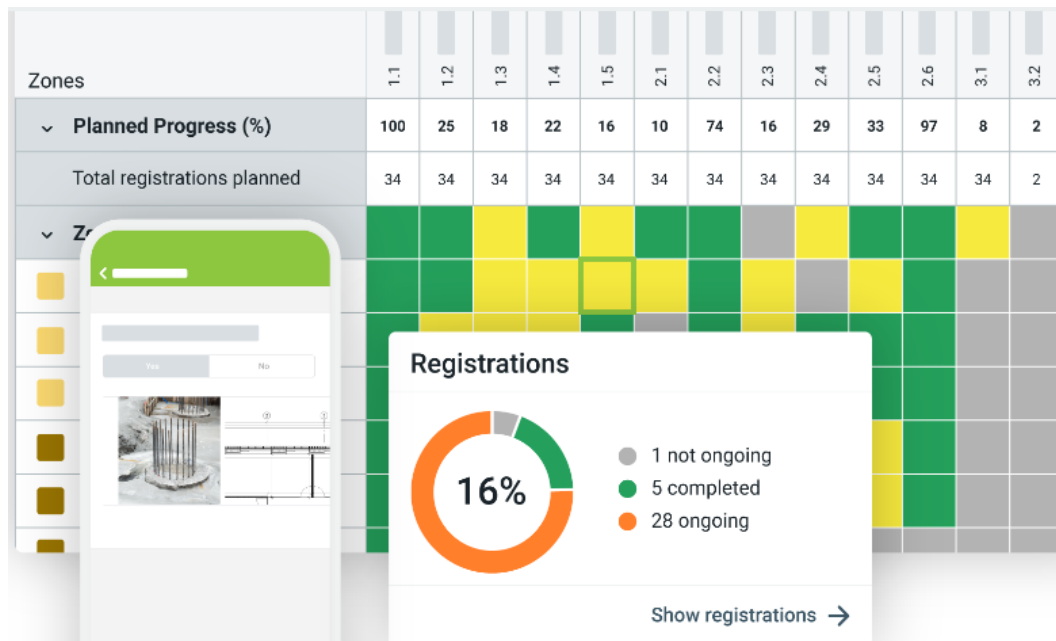 Zones
1.1 1.2 1.3 1.4 1.5 2.1 2.2 2.3 2.4 2.5 2.6 3.1 3.2
Planned Progress (%) 100 25 18 22 16 10 74 16 29 33 97 8 2
Total registrations planned 34 34 34 34 34 34 34 34 34 34 34 34 2
Yes No
Registrations
16%
1 not ongoing
5 completed
28 ongoing
Show registrations